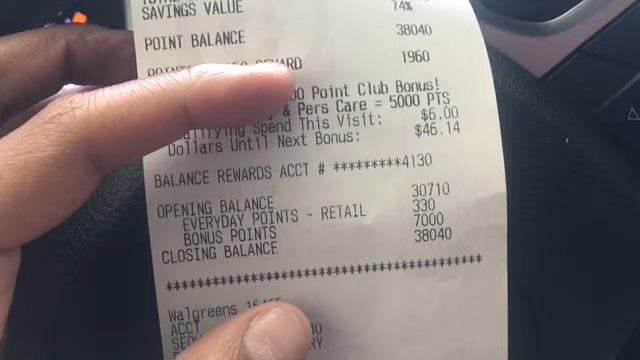 SAVINGS VALUE 74%
POINT BALANCE 38040
1960
Point Club Bonus!
& Pers Care = 5000 PTS
Spend This Visit: $6.00
Dollars Until Next Bonus: $46.14
BALANCE REWARDS ACCT # *********4130
OPENING BALANCE 30710
EVERYDAY POINTS - RETAIL 330
BONUS POINTS 7000
CLOSING BALANCE 38040
****************************************
Walgreens
ACCT